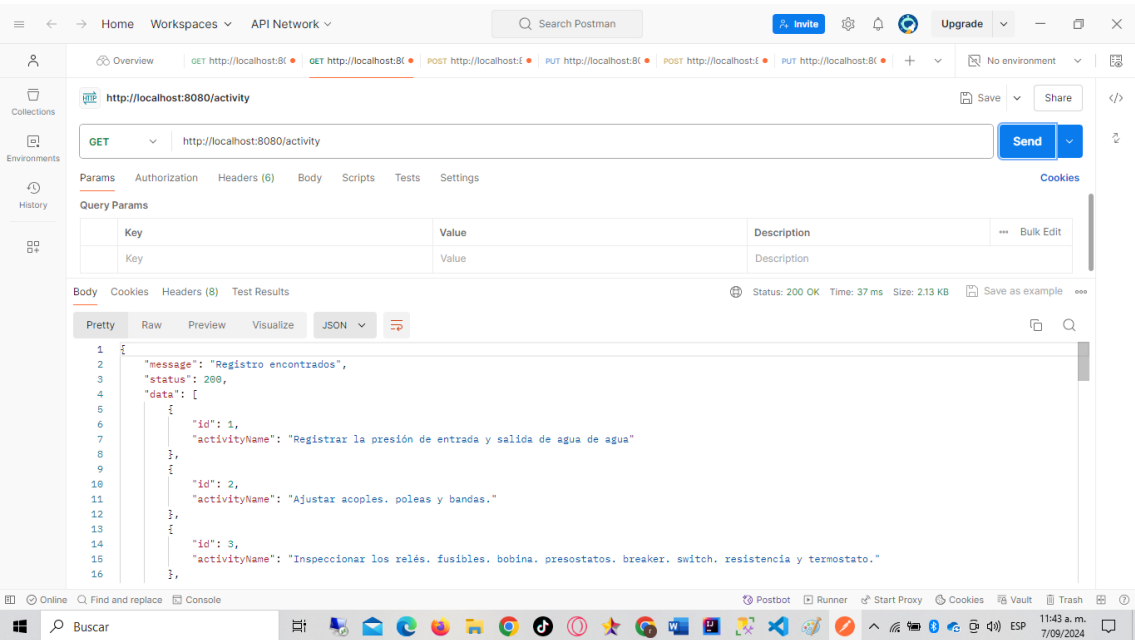 Home Workspaces API Network Search Postman Invite Upgrade
Overview GET http://localhost:8( GET http://localhost:8( POST http://localhost:8 PUT http://localhost:8( POST http://localhost:8 PUT http://localhost:8( No environment
HTTP http://localhost:8080/activity Save Share
Collections
GET http://localhost:8080/activity Send
Environments
Params Authorization Headers (6) Body Scripts Tests Settings Cookies
History
Query Params
Key Value Description Bulk Edit
Key Value Description
Body Cookies Headers (8) Test Results Status: 200 OK Time: 37 ms Size: 2.13 KB Save as example
Pretty Raw Preview Visualize JSON
1 {
2 "message": "Registro encontrados",
3 "status": 200,
4 "data": [
5 {
6 "id": 1,
7 "activityName": "Registrar la presión de entrada y salida de agua de agua"
8 },
9 {
10 "id": 2,
11 "activityName": "Ajustar acoples. poleas y bandas."
12 },
13 {
14 "id": 3,
15 "activityName": "Inspeccionar los relés. fusibles. bobina. presostatos. breaker. switch. resistencia y termostato."
16 },
Online Find and replace Console Postbot Runner Start Proxy Cookies Vault Trash
Buscar ESP 11:43 a. m.
7/09/2024